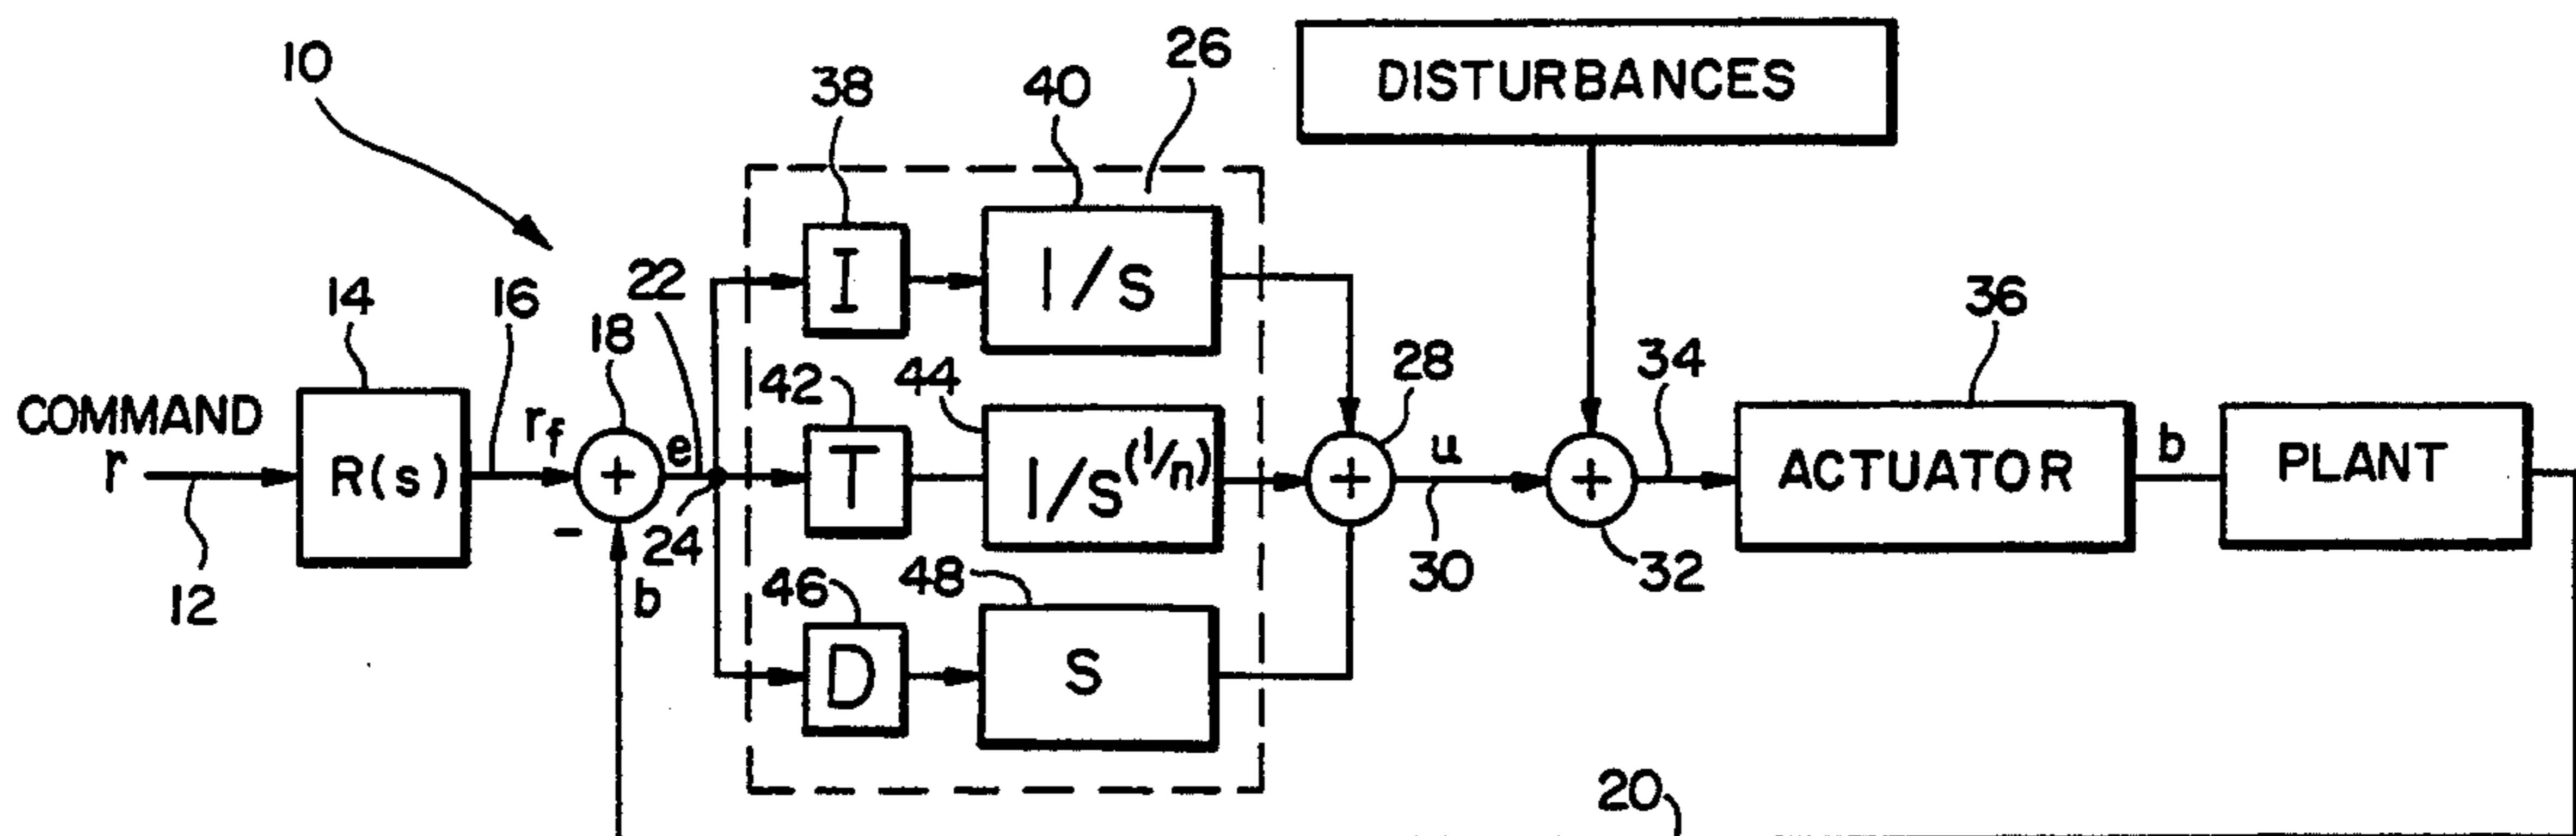 10
38
40
26
DISTURBANCES
I
1/S
14
16
18
22
36
COMMAND
r
R(s)
r_f
+
-
e
24
b
12
42
T
44
1/S^(1/n)
28
+
u
30
+
32
34
ACTUATOR
b
PLANT
46
D
48
S
20